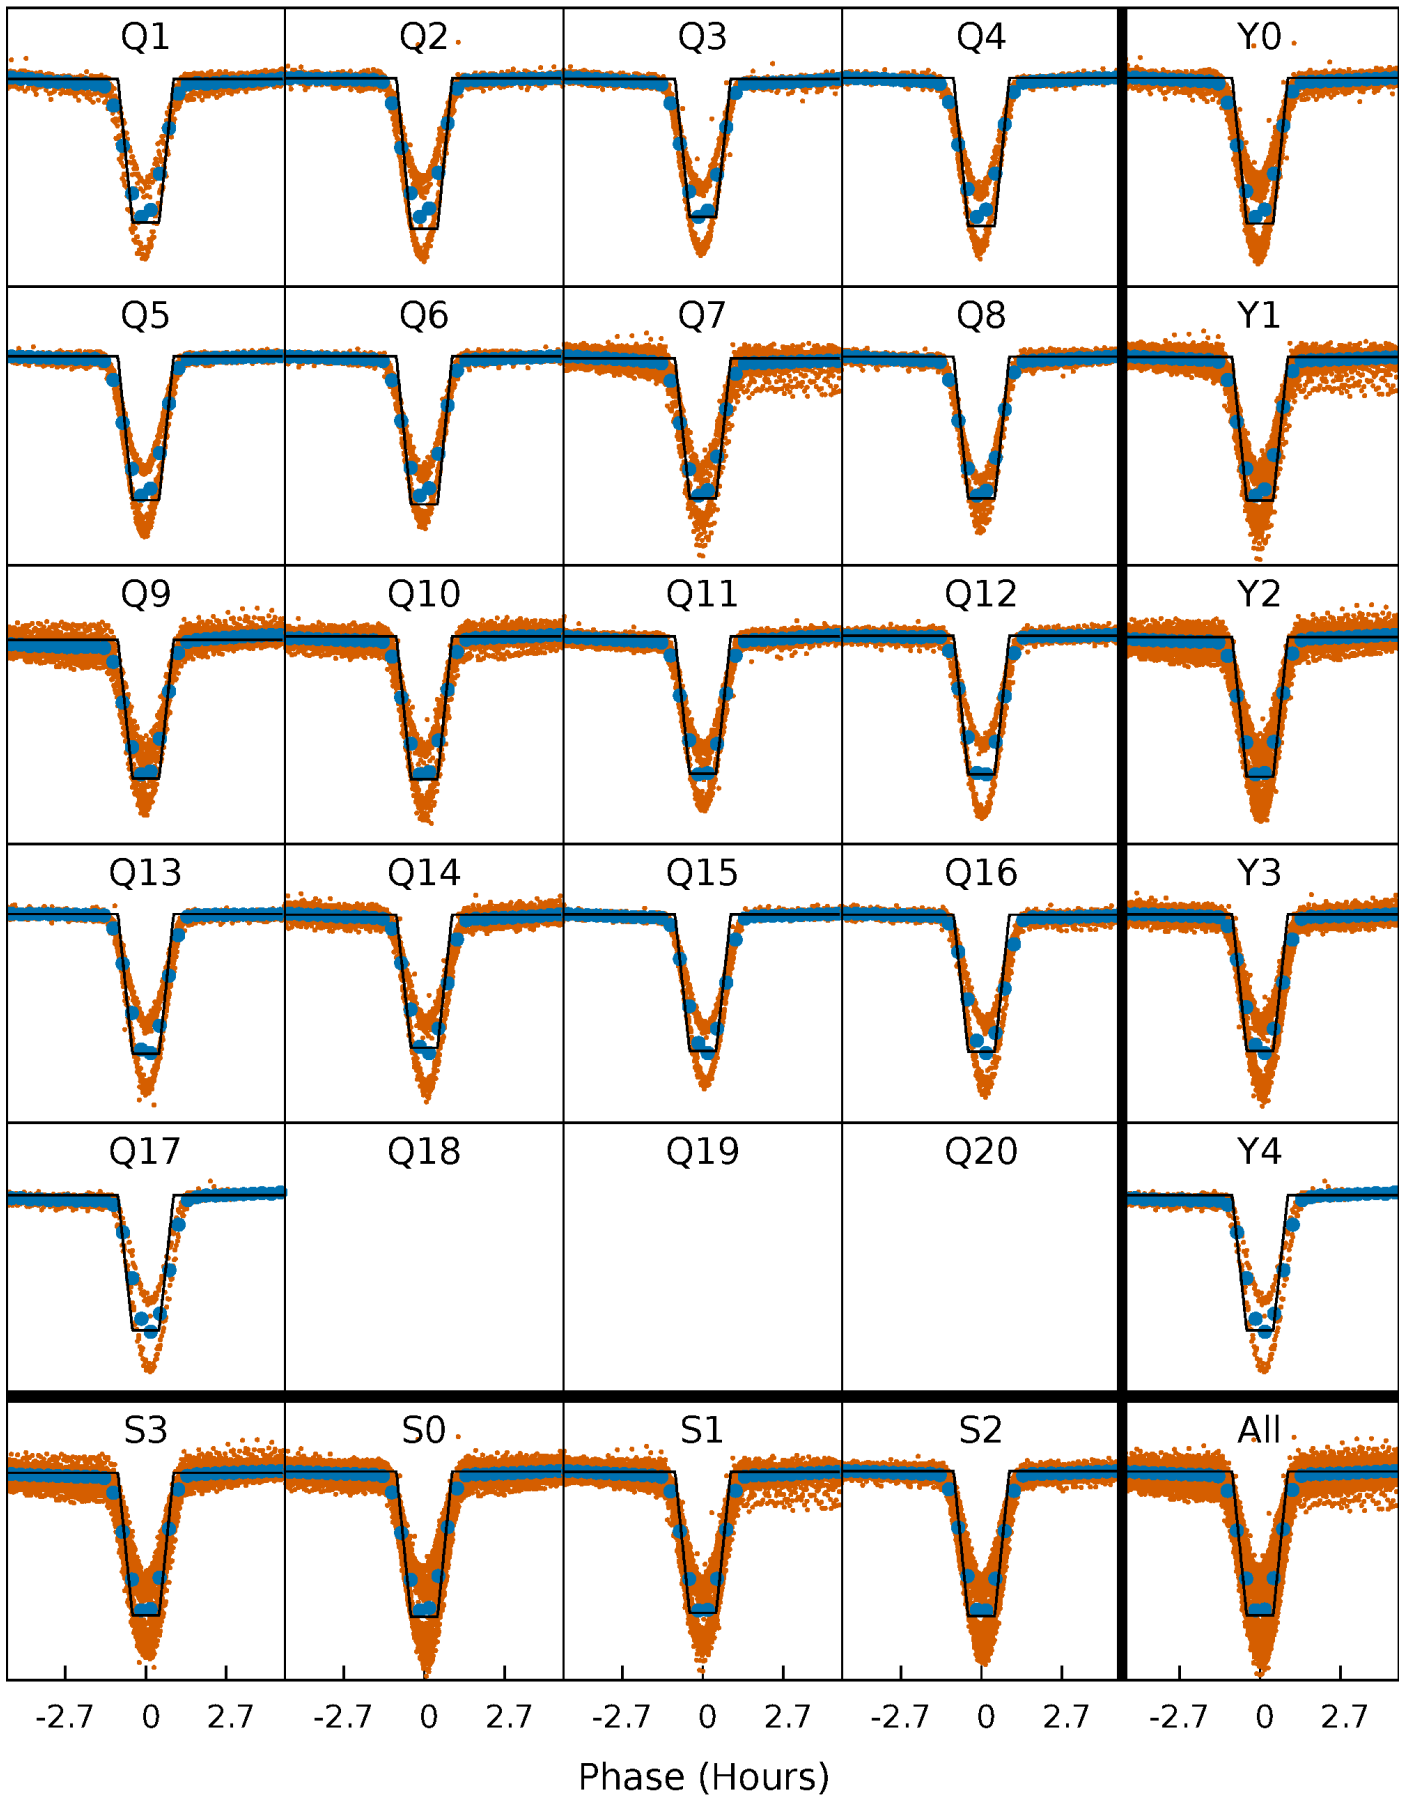 Q1 Q2 Q3 Q4 Y0
Q5 Q6 Q7 Q8 Y1
Q9 Q10 Q11 Q12 Y2
Q13 Q14 Q15 Q16 Y3
Q17 Q18 Q19 Q20 Y4
S3 S0 S1 S2 All
-2.7 0 2.7 -2.7 0 2.7 -2.7 0 2.7 -2.7 0 2.7 -2.7 0 2.7
Phase (Hours)